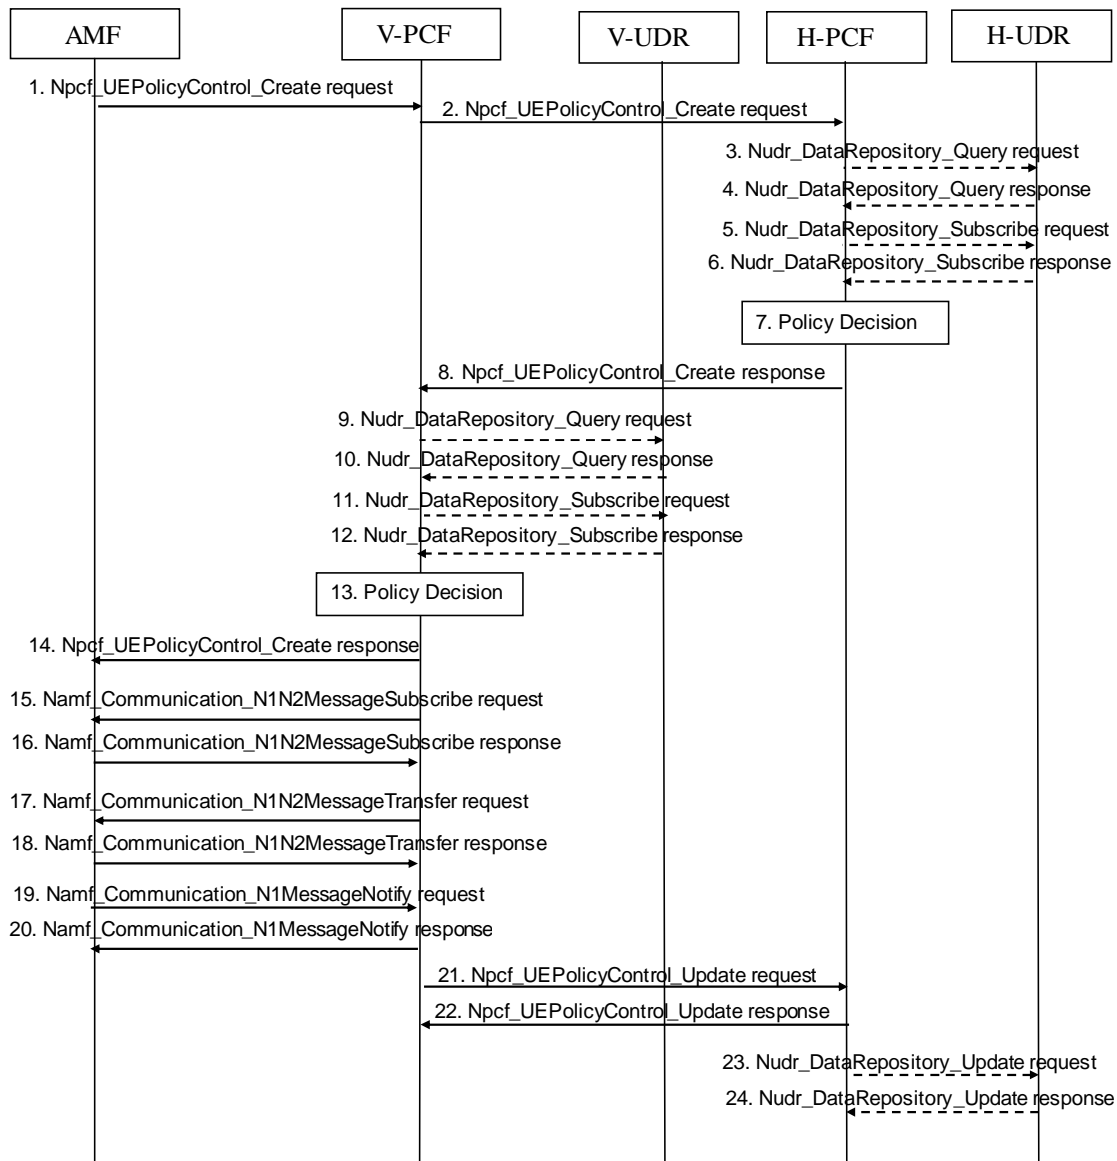 AMF
V-PCF
V-UDR
H-PCF
H-UDR
1. Npcf_UEPolicyControl_Create request
2. Npcf_UEPolicyControl_Create request
3. Nudr_DataRepository_Query request
4. Nudr_DataRepository_Query response
5. Nudr_DataRepository_Subscribe request
6. Nudr_DataRepository_Subscribe response
7. Policy Decision
8. Npcf_UEPolicyControl_Create response
9. Nudr_DataRepository_Query request
10. Nudr_DataRepository_Query response
11. Nudr_DataRepository_Subscribe request
12. Nudr_DataRepository_Subscribe response
13. Policy Decision
14. Npcf_UEPolicyControl_Create response
15. Namf_Communication_N1N2MessageSubscribe request
16. Namf_Communication_N1N2MessageSubscribe response
17. Namf_Communication_N1N2MessageTransfer request
18. Namf_Communication_N1N2MessageTransfer response
19. Namf_Communication_N1MessageNotify request
20. Namf_Communication_N1MessageNotify response
21. Npcf_UEPolicyControl_Update request
22. Npcf_UEPolicyControl_Update response
23. Nudr_DataRepository_Update request
24. Nudr_DataRepository_Update response